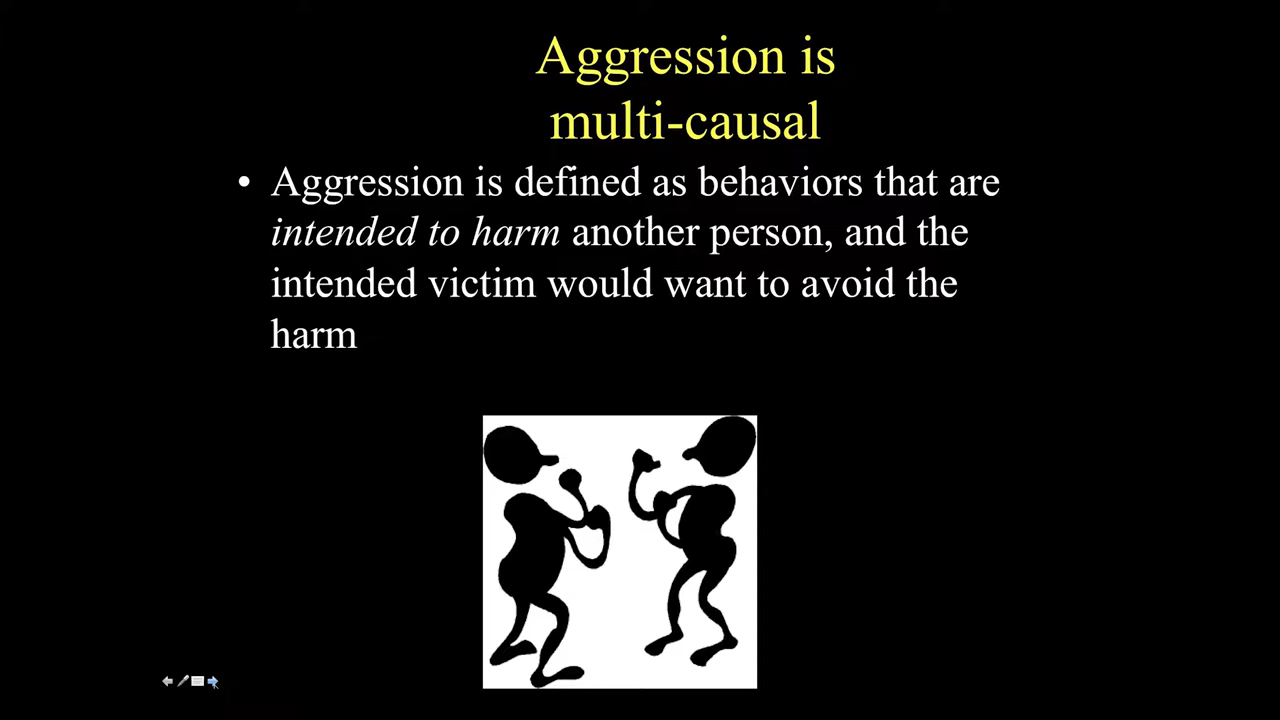 Aggression is
multi-causal
• Aggression is defined as behaviors that are
intended to harm another person, and the
intended victim would want to avoid the
harm